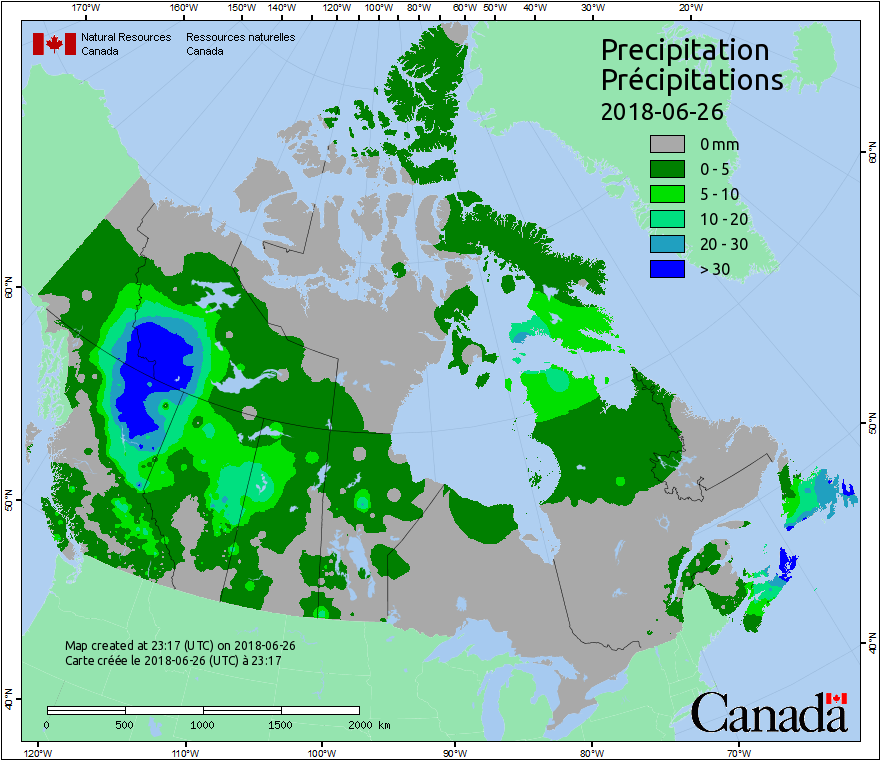 170°W 160°W 150°W 140°W 120°W 100°W 80°W 60°W 50°W 40°W 30°W 20°W
Natural Resources Canada
Ressources naturelles Canada
Precipitation
Précipitations
2018-06-26
0 mm
0 - 5
5 - 10
10 - 20
20 - 30
> 30
60°N
50°N
40°N
60°N
50°N
40°N
Map created at 23:17 (UTC) on 2018-06-26
Carte créée le 2018-06-26 (UTC) à 23:17
0 500 1000 1500 2000 km
Canada
120°W 110°W 100°W 90°W 80°W 70°W